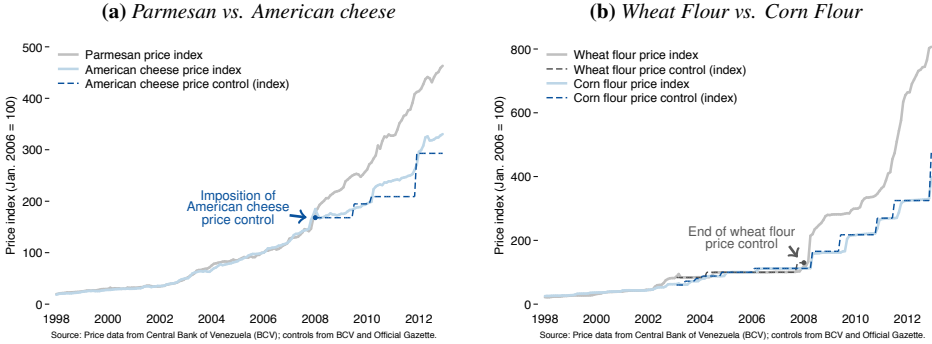 (a) Parmesan vs. American cheese
Price index (Jan. 2006 = 100)
500
400
300
200
100
0
Parmesan price index
American cheese price index
American cheese price control (index)
Imposition of
American cheese
price control
1998 2000 2002 2004 2006 2008 2010 2012
Source: Price data from Central Bank of Venezuela (BCV); controls from BCV and Official Gazette.
(b) Wheat Flour vs. Corn Flour
Price index (Jan. 2006 = 100)
800
600
400
200
0
Wheat flour price index
Wheat flour price control (index)
Corn flour price index
Corn flour price control (index)
End of wheat flour
price control
1998 2000 2002 2004 2006 2008 2010 2012
Source: Price data from Central Bank of Venezuela (BCV); controls from BCV and Official Gazette.